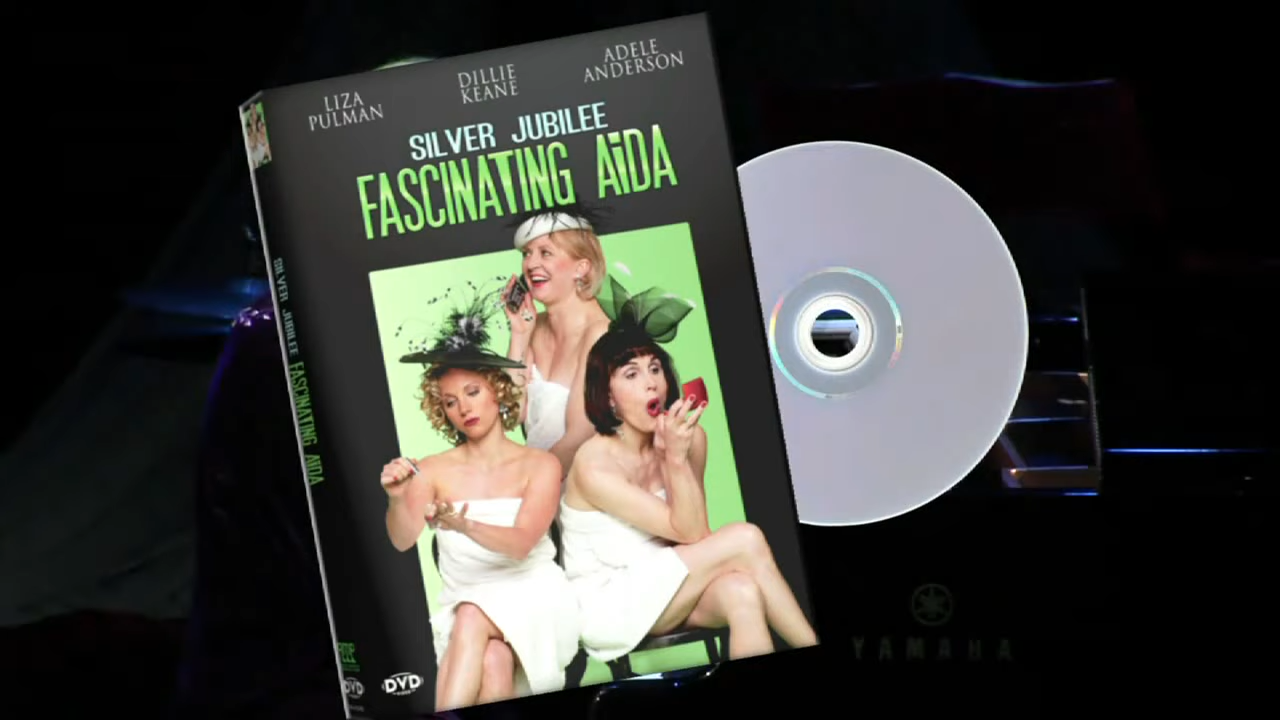 LIZA
PULMAN
DILLIE
KEANE
ADELE
ANDERSON
SILVER JUBILEE
FASCINATING AïDA
SILVER JUBILEE FASCINATING AïDA
DVD
DVD
YAMAHA